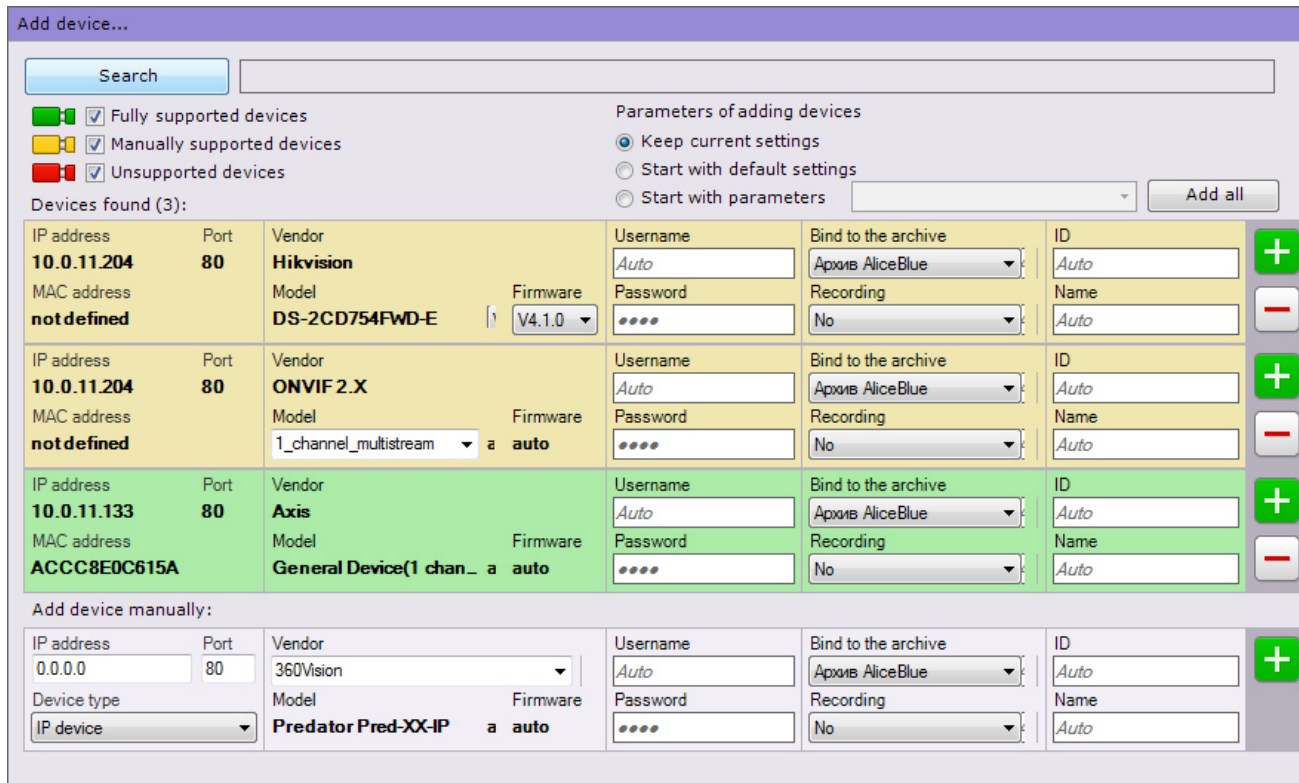 Add device...
Search
Fully supported devices
Manually supported devices
Unsupported devices
Parameters of adding devices
Keep current settings
Start with default settings
Start with parameters
Add all
Devices found (3):
IP address Port Vendor Username Bind to the archive ID
10.0.11.204 80 Hikvision Auto Архив AliceBlue Auto
MAC address Model Firmware Password Recording Name
not defined DS-2CD754FWD-E V4.1.0 •••• No Auto
IP address Port Vendor Username Bind to the archive ID
10.0.11.204 80 ONVIF 2.X Auto Архив AliceBlue Auto
MAC address Model Firmware Password Recording Name
not defined 1_channel_multistream a auto •••• No Auto
IP address Port Vendor Username Bind to the archive ID
10.0.11.133 80 Axis Auto Архив AliceBlue Auto
MAC address Model Firmware Password Recording Name
ACCC8E0C615A General Device(1 chan... a auto •••• No Auto
Add device manually:
IP address Port Vendor Username Bind to the archive ID
0.0.0.0 80 360Vision Auto Архив AliceBlue Auto
Device type Model Firmware Password Recording Name
IP device Predator Pred-XX-IP a auto •••• No Auto